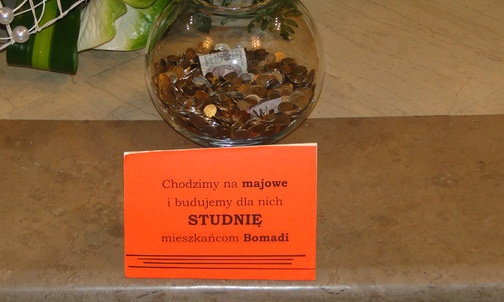 Chodzimy na majowe
i budujemy dla nich
STUDNIĘ
mieszkańcom Bomadi